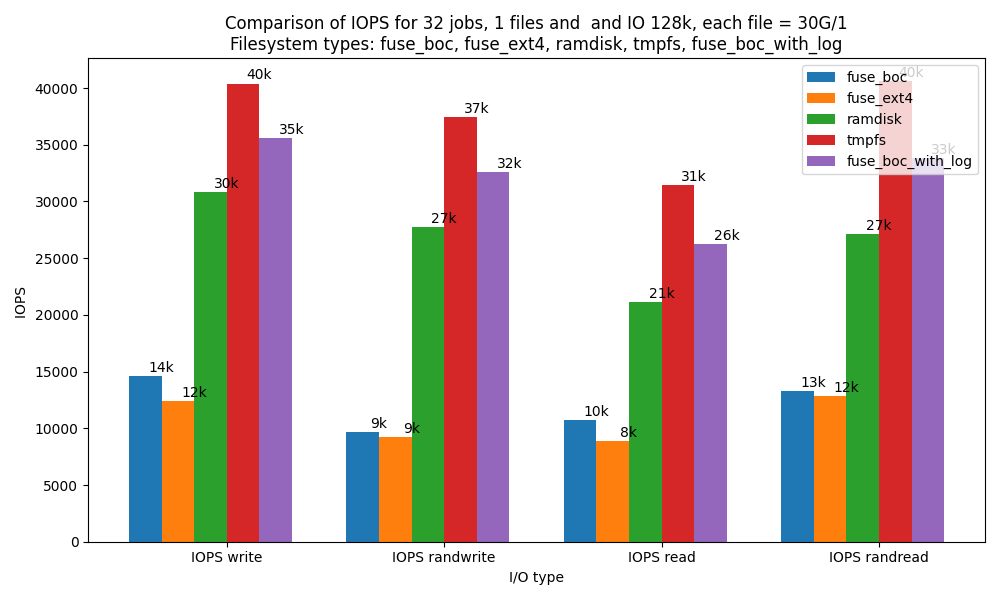 Comparison of IOPS for 32 jobs, 1 files and  and IO 128k, each file = 30G/1
Filesystem types: fuse_boc, fuse_ext4, ramdisk, tmpfs, fuse_boc_with_log
fuse_boc
fuse_ext4
ramdisk
tmpfs
fuse_boc_with_log
IOPS
40000
35000
30000
25000
20000
15000
10000
5000
0
14k
12k
30k
40k
35k
9k
9k
27k
37k
32k
10k
8k
21k
31k
26k
13k
12k
27k
40k
33k
IOPS write
IOPS randwrite
IOPS read
IOPS randread
I/O type